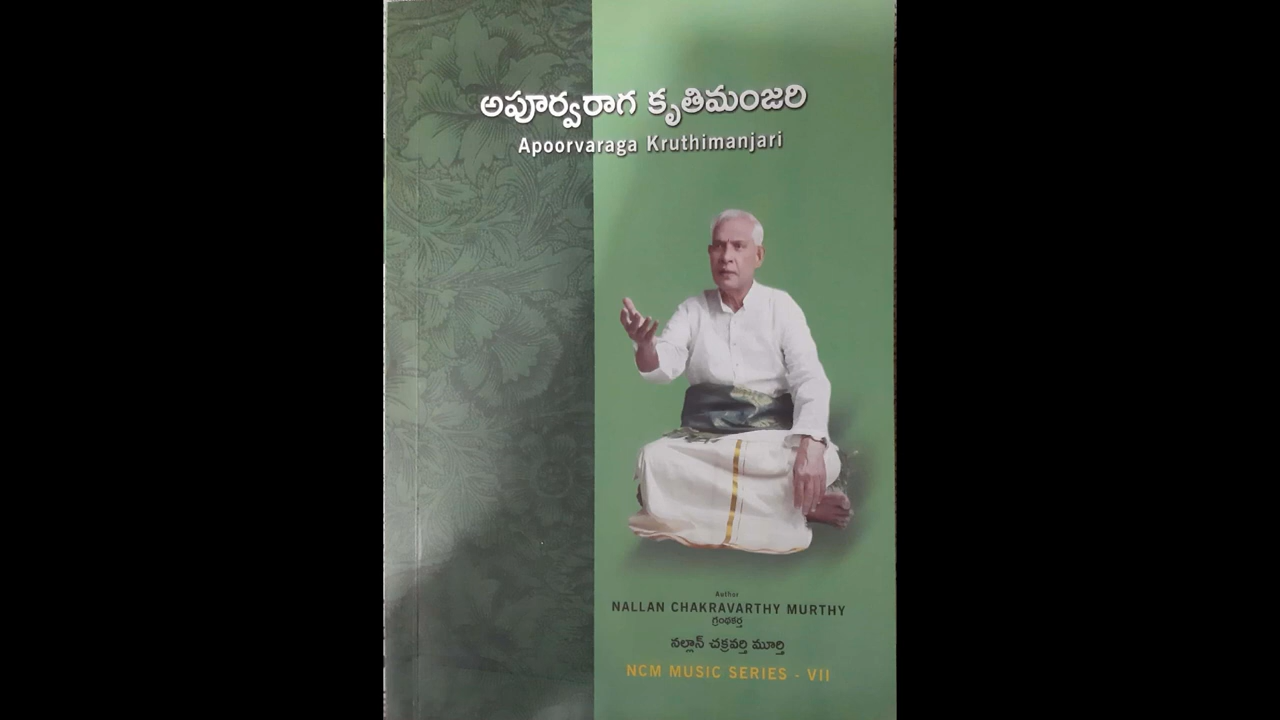 అపూర్వరాగ కృతిమంజరి
Apoorvaraga Kruthimanjari
Author
NALLAN CHAKRAVARTHY MURTHY
గ్రంథకర్త
నల్లాన్ చక్రవర్తి మూర్తి
NCM MUSIC SERIES - VII